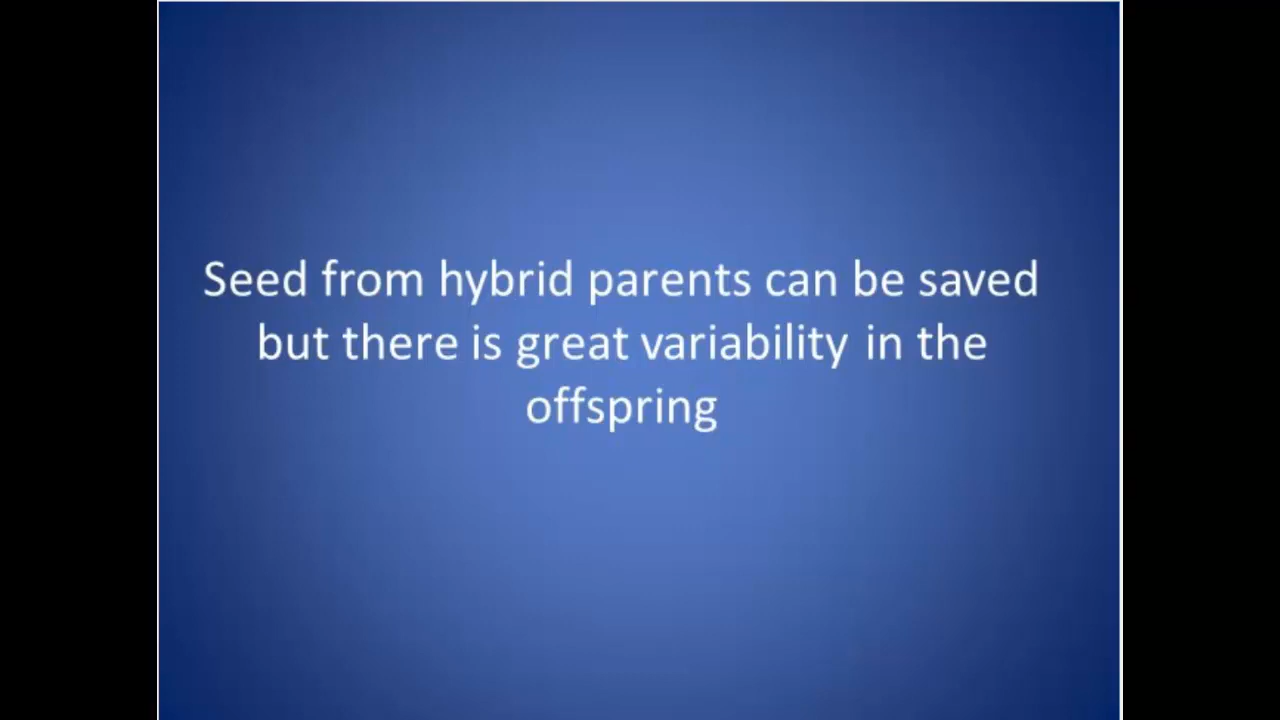 Seed from hybrid parents can be saved
but there is great variability in the
offspring